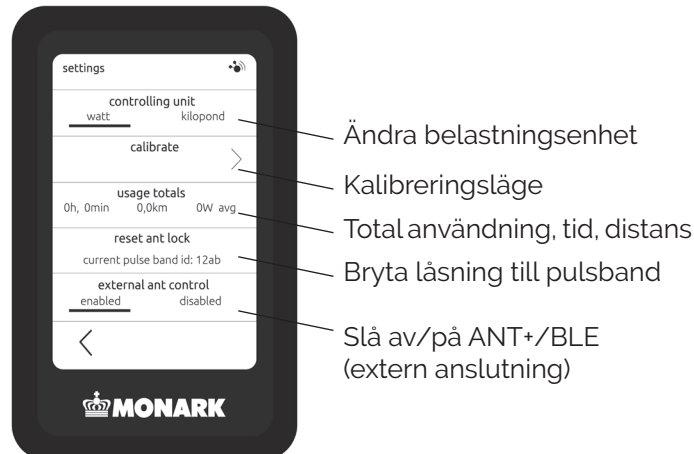 settings
controlling unit
watt kilopond
calibrate
usage totals
0h, 0min 0,0km 0W avg
reset ant lock
current pulse band id: 12ab
external ant control
enabled disabled
MONARK
Ändra belastningsenhet
Kalibreringsläge
Total användning, tid, distans
Bryta låsning till pulsband
Slå av/på ANT+/BLE
(extern anslutning)